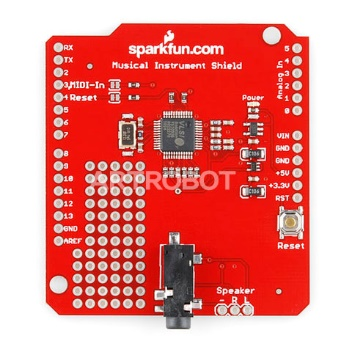 sparkfun.com
Musical Instrument Shield
RX
TX
2
3 MIDI-In
4 Reset
5
6
7
8
9
10
11
12
13
GND
AREF
5
4
3
2
1
0
Analog In
Power
VIN
GND
GND
+5V
+3.3V
RST
Reset
ARTROBOT
Speaker
- R L